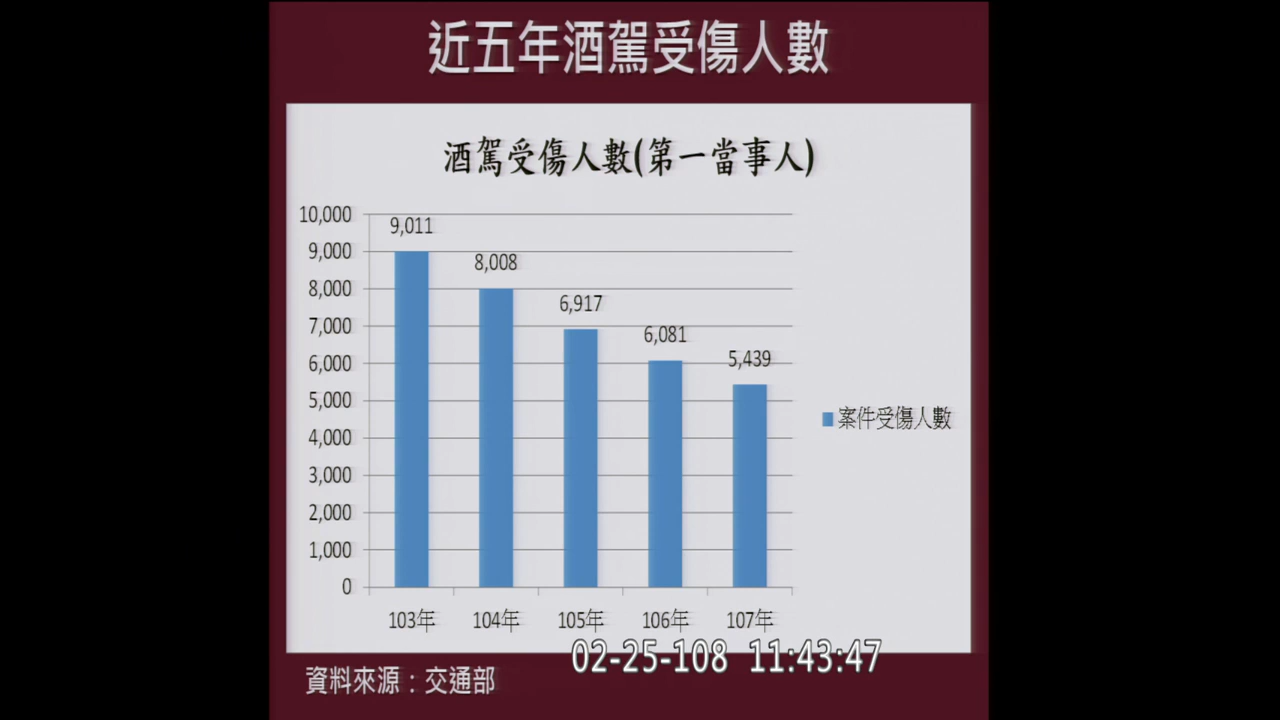 近五年酒駕受傷人數
酒駕受傷人數(第一當事人)
10,000
9,000
8,000
7,000
6,000
5,000
4,000
3,000
2,000
1,000
0
9,011
8,008
6,917
6,081
5,439
103年
104年
105年
106年
107年
案件受傷人數
02-25-108 11:43:47
資料來源：交通部